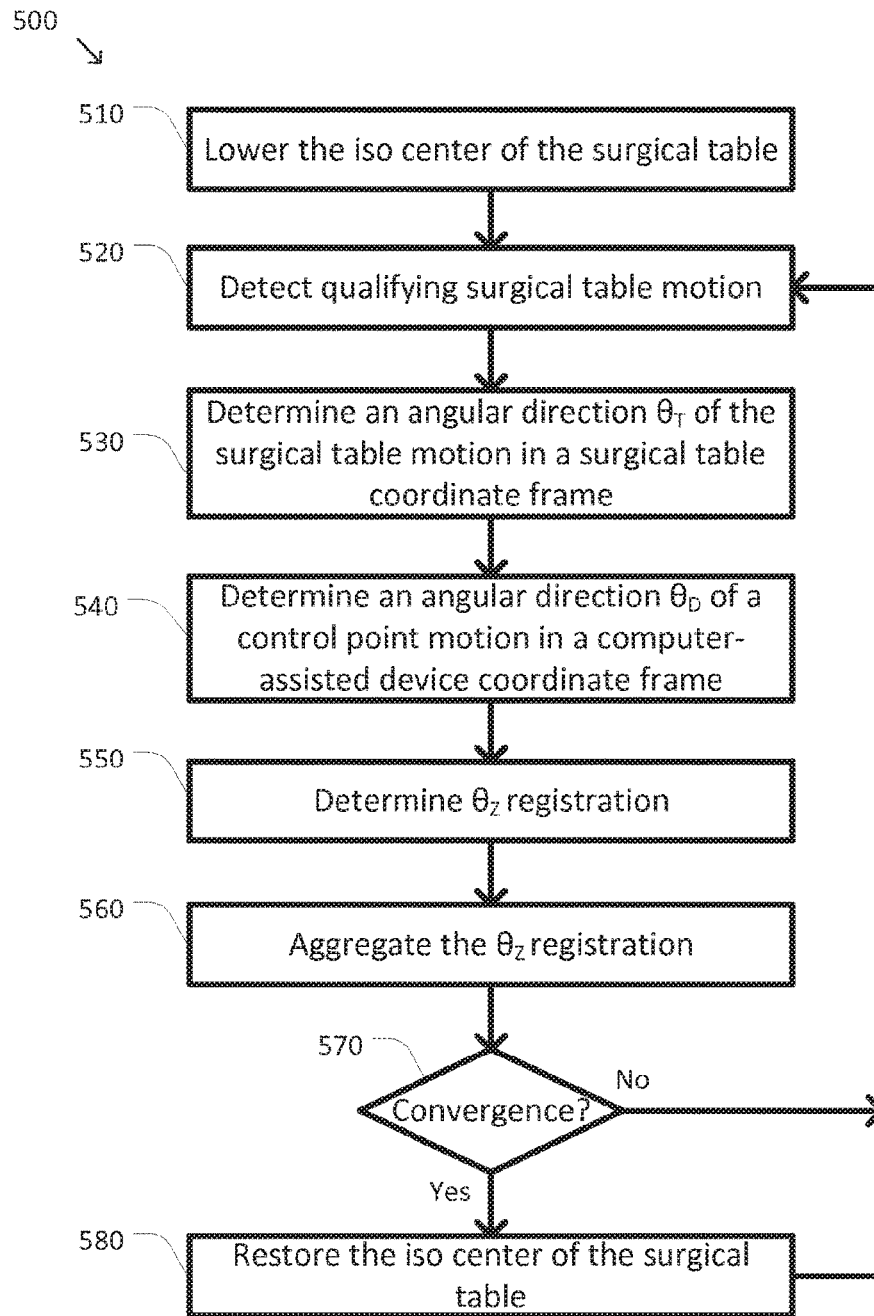 500
510
Lower the iso center of the surgical table
520
Detect qualifying surgical table motion
530
Determine an angular direction θT of the
surgical table motion in a surgical table
coordinate frame
540
Determine an angular direction θD of a
control point motion in a computer-
assisted device coordinate frame
550
Determine θZ registration
560
Aggregate the θZ registration
570
Convergence?
No
Yes
580
Restore the iso center of the surgical
table